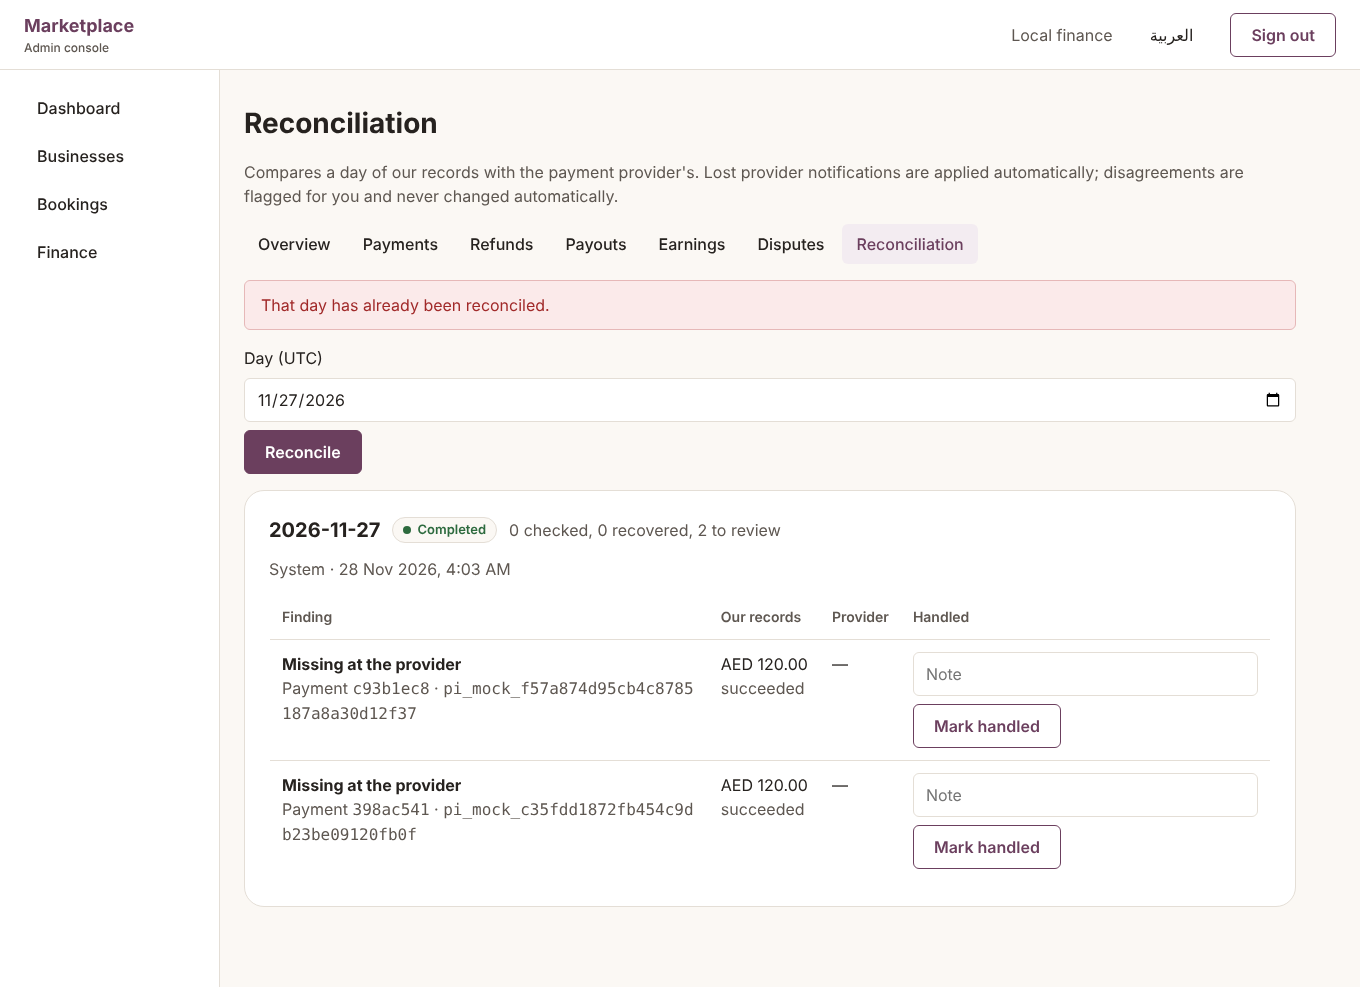 Marketplace
Admin console
Local finance
العربية
Sign out
Dashboard
Businesses
Bookings
Finance
Reconciliation
Compares a day of our records with the payment provider's. Lost provider notifications are applied automatically; disagreements are
flagged for you and never changed automatically.
Overview Payments Refunds Payouts Earnings Disputes Reconciliation
That day has already been reconciled.
Day (UTC)
11/27/2026
Reconcile
2026-11-27 Completed 0 checked, 0 recovered, 2 to review
System · 28 Nov 2026, 4:03 AM
Finding Our records Provider Handled
Missing at the provider AED 120.00 — Note
Payment c93b1ec8 · pi_mock_f57a874d95cb4c8785 succeeded
187a8a30d12f37
Mark handled
Missing at the provider AED 120.00 — Note
Payment 398ac541 · pi_mock_c35fdd1872fb454c9d succeeded
b23be09120fb0f
Mark handled